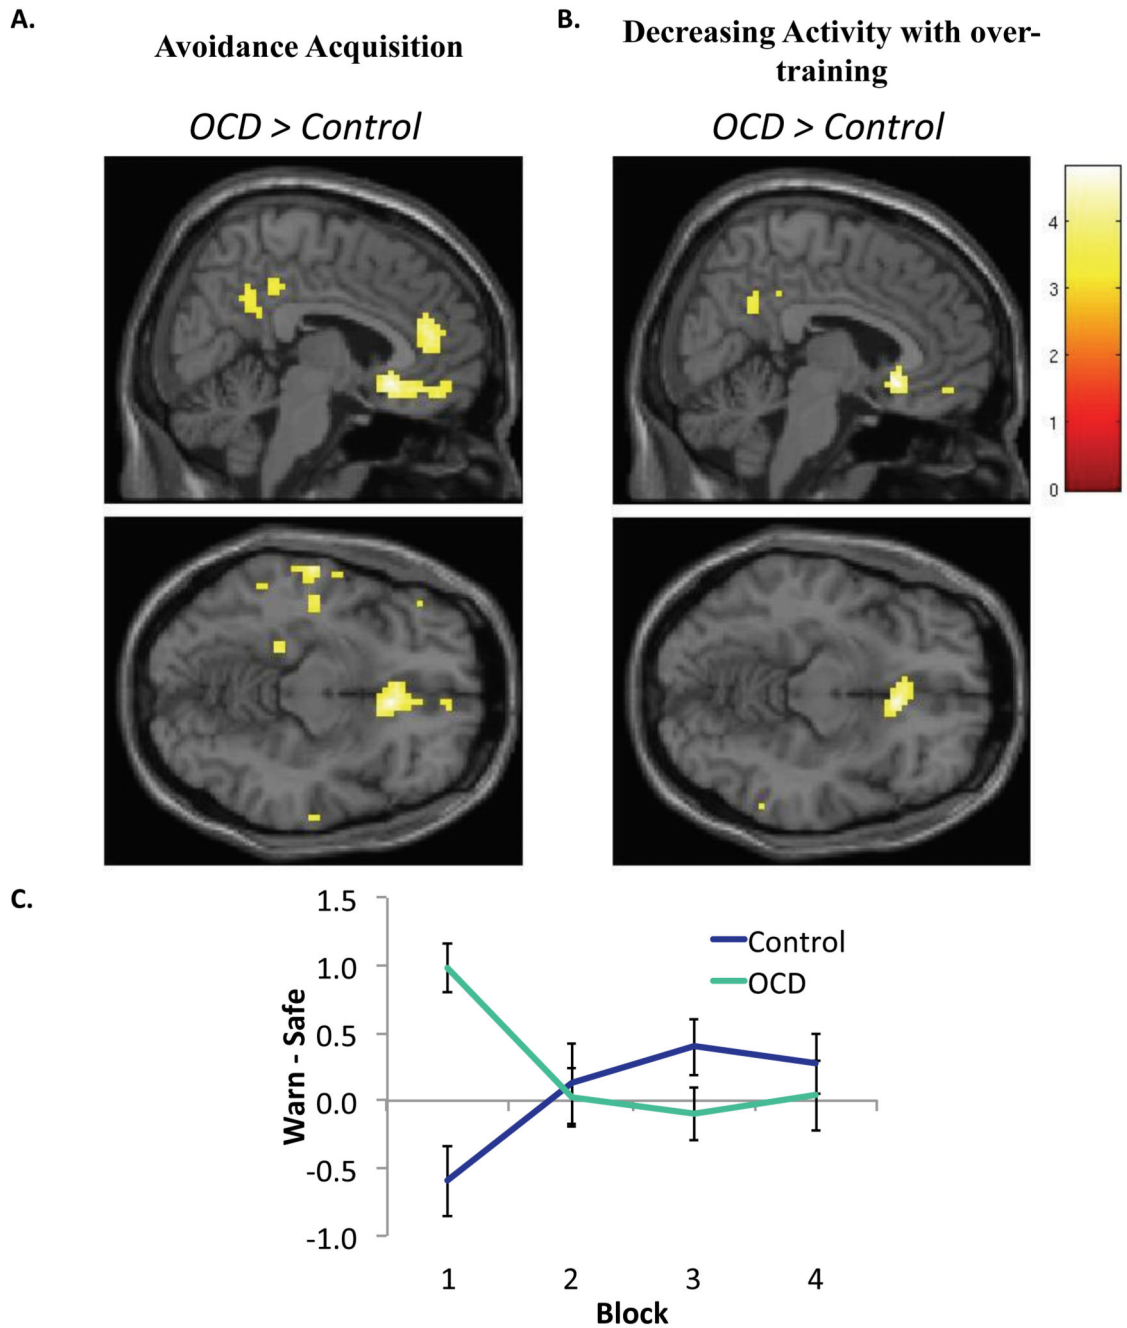 A.
Avoidance Acquisition
OCD > Control
B.
Decreasing Activity with over-
training
OCD > Control
4
3
2
1
0
C.
1.5
1.0
0.5
0.0
-0.5
-1.0
Warn - Safe
Control
OCD
1 2 3 4
Block